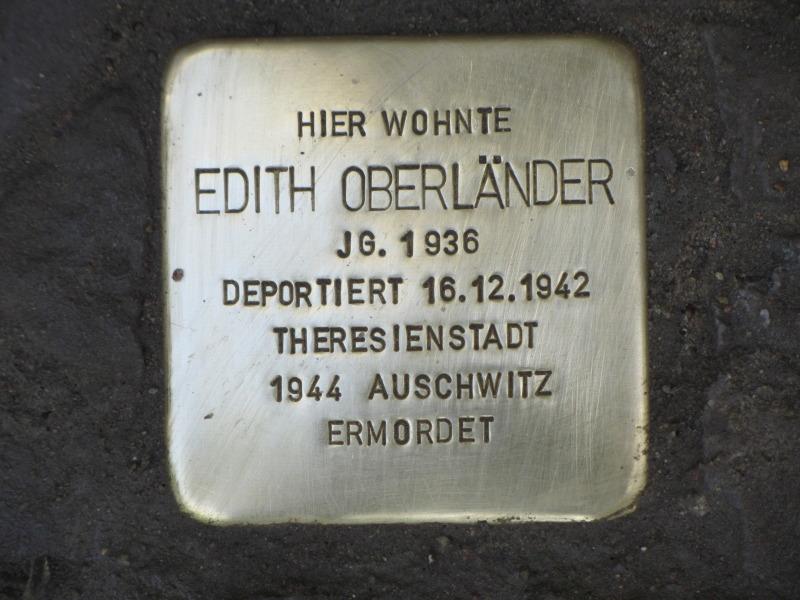 HIER WOHNTE
EDITH OBERLÄNDER
JG. 1936
DEPORTIERT 16.12.1942
THERESIENSTADT
1944 AUSCHWITZ
ERMORDET